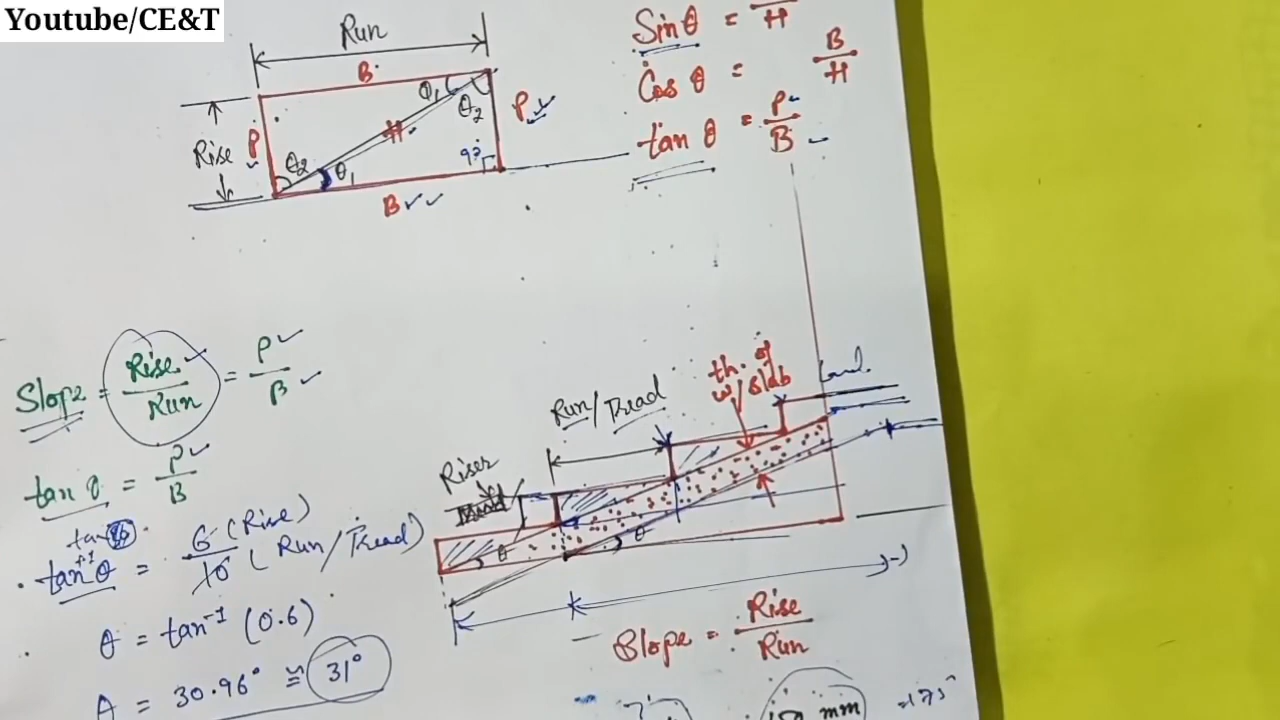 Youtube/CE&T
Run
B
θ1
θ2
P
H
Rise
P
θ2
θ1
90
B
Sin θ = H
Cos θ = B/H
tan θ = P/B
Slope = Rise/Run = P/B
tan θ = P/B
tan
tan⁻¹θ = 6 (Rise)/10 (Run/Tread)
θ = tan⁻¹ (0.6)
θ = 30.96° ≅ 31°
th. of
w/slab
Run/Tread
Riser
θ
θ
Slope = Rise/Run
mm